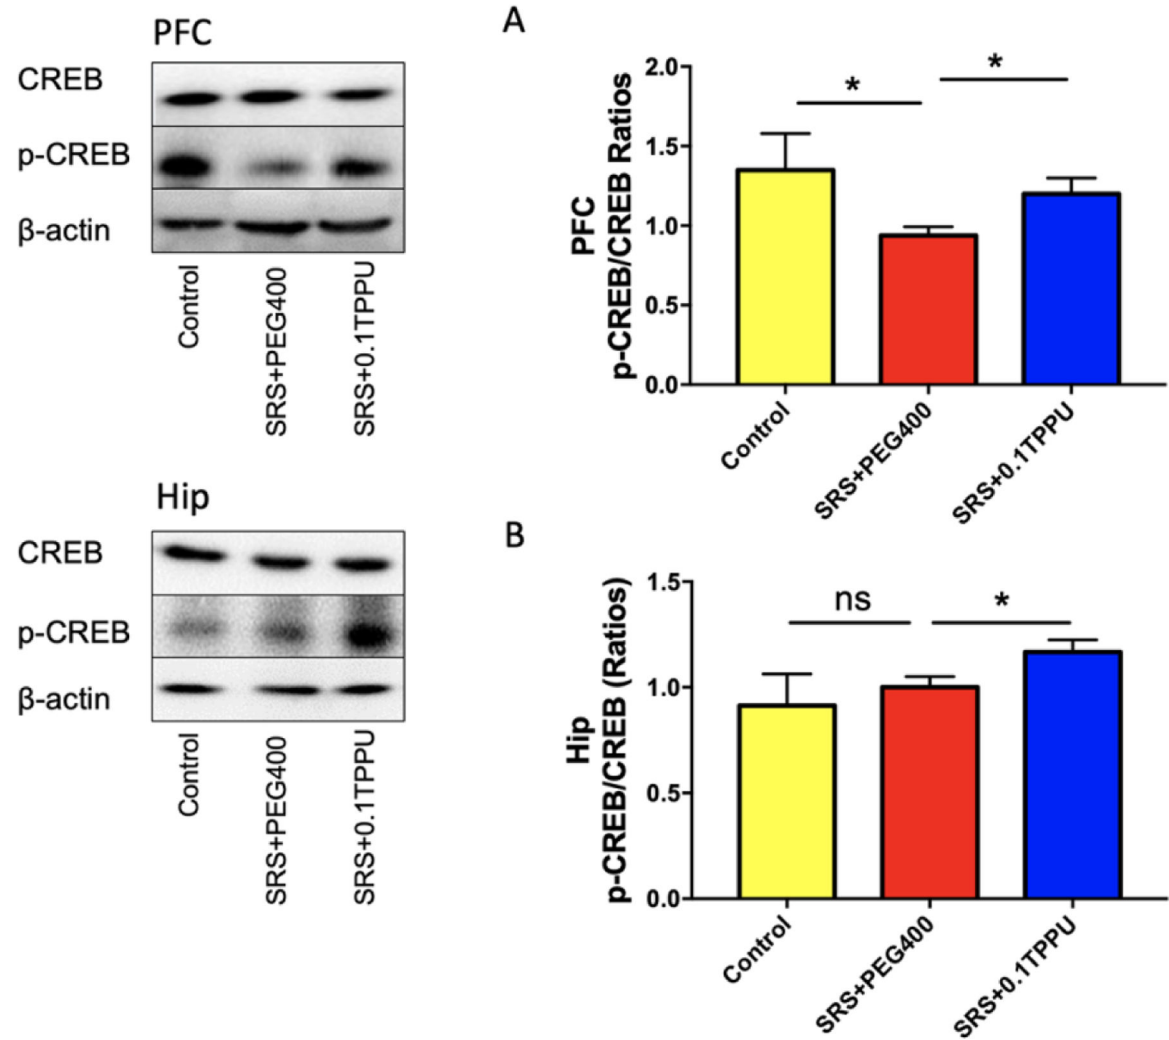 PFC
CREB
p-CREB
β-actin
Control
SRS+PEG400
SRS+0.1TPPU
A
PFC
p-CREB/CREB Ratios
2.0
1.5
1.0
0.5
0.0
*
*
Control
SRS+PEG400
SRS+0.1TPPU
Hip
CREB
p-CREB
β-actin
Control
SRS+PEG400
SRS+0.1TPPU
B
Hip
p-CREB/CREB (Ratios)
1.5
1.0
0.5
0.0
ns
*
Control
SRS+PEG400
SRS+0.1TPPU